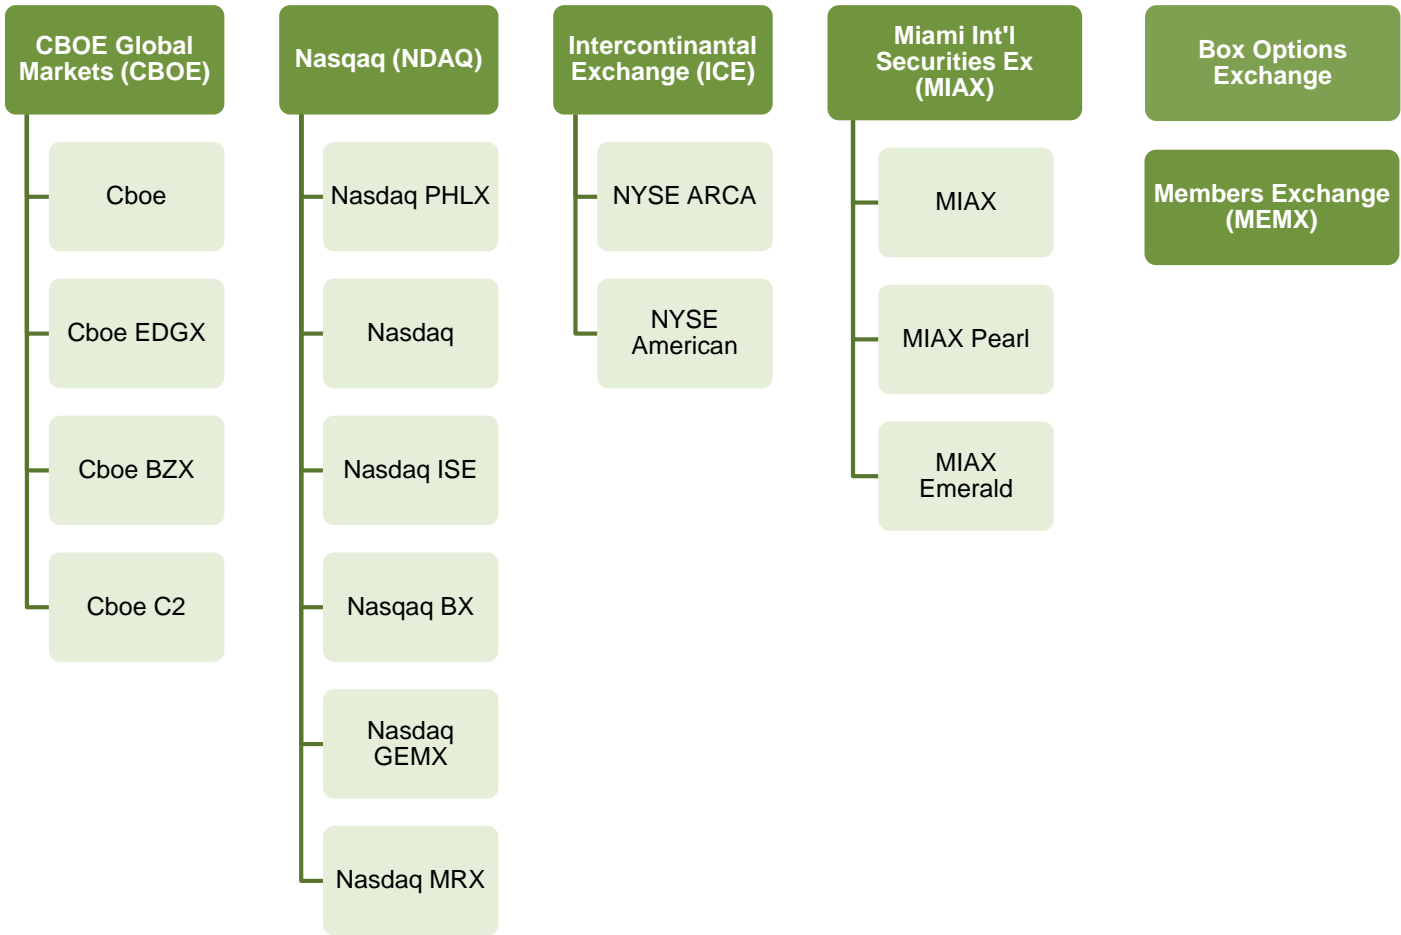 CBOE Global
Markets (CBOE)
Cboe
Cboe EDGX
Cboe BZX
Cboe C2
Nasqaq (NDAQ)
Nasdaq PHLX
Nasdaq
Nasdaq ISE
Nasqaq BX
Nasdaq
GEMX
Nasdaq MRX
Intercontinantal
Exchange (ICE)
NYSE ARCA
NYSE
American
Miami Int'l
Securities Ex
(MIAX)
MIAX
MIAX Pearl
MIAX
Emerald
Box Options
Exchange
Members Exchange
(MEMX)